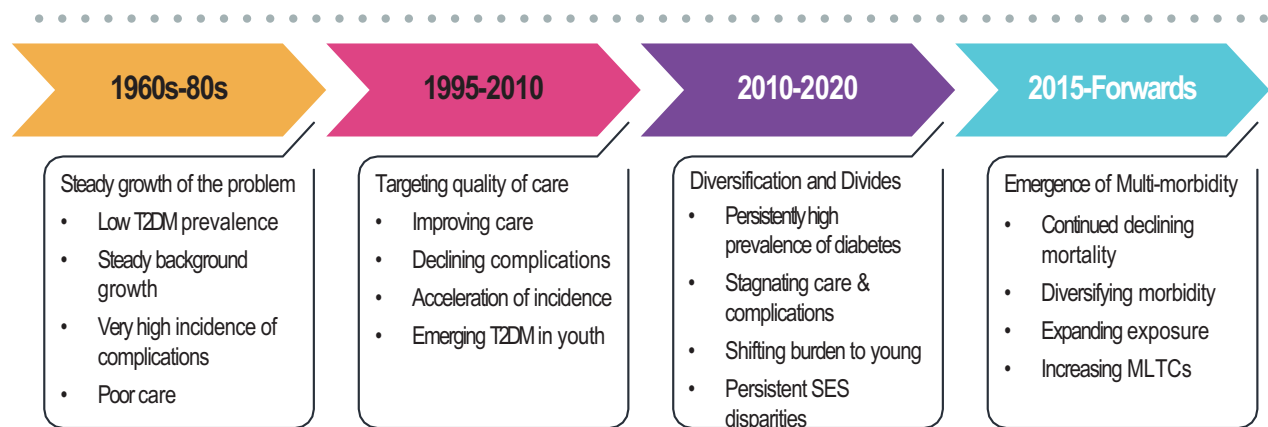 1960s-80s
Steady growth of the problem
• Low T2DM prevalence
• Steady background
growth
• Very high incidence of
complications
• Poor care
1995-2010
Targeting quality of care
• Improving care
• Declining complications
• Acceleration of incidence
• Emerging T2DM in youth
2010-2020
Diversification and Divides
• Persistently high
prevalence of diabetes
• Stagnating care &
complications
• Shifting burden to young
• Persistent SES
disparities
2015-Forwards
Emergence of Multi-morbidity
• Continued declining
mortality
• Diversifying morbidity
• Expanding exposure
• Increasing MLTCs